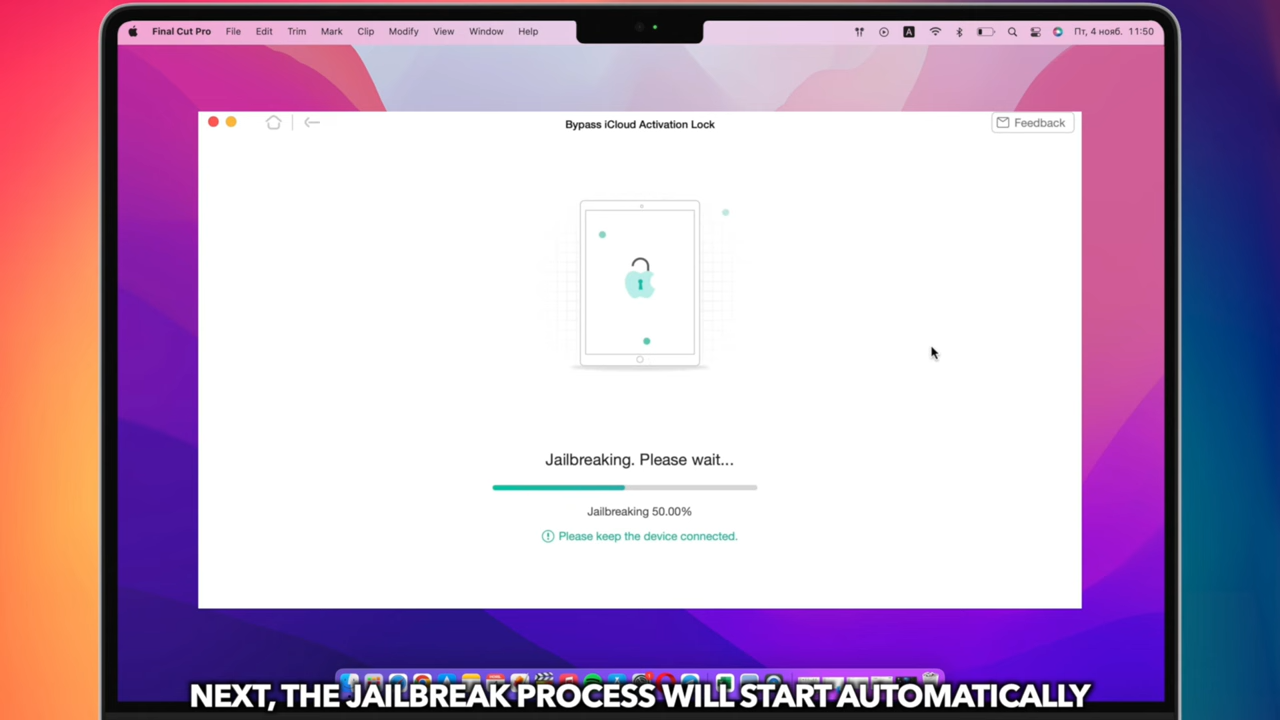 Final Cut Pro File Edit Trim Mark Clip Modify View Window Help A Пт, 4 нояб. 11:50
Bypass iCloud Activation Lock
Feedback
Jailbreaking. Please wait...
Jailbreaking 50.00%
Please keep the device connected.
NEXT, THE JAILBREAK PROCESS WILL START AUTOMATICALLY